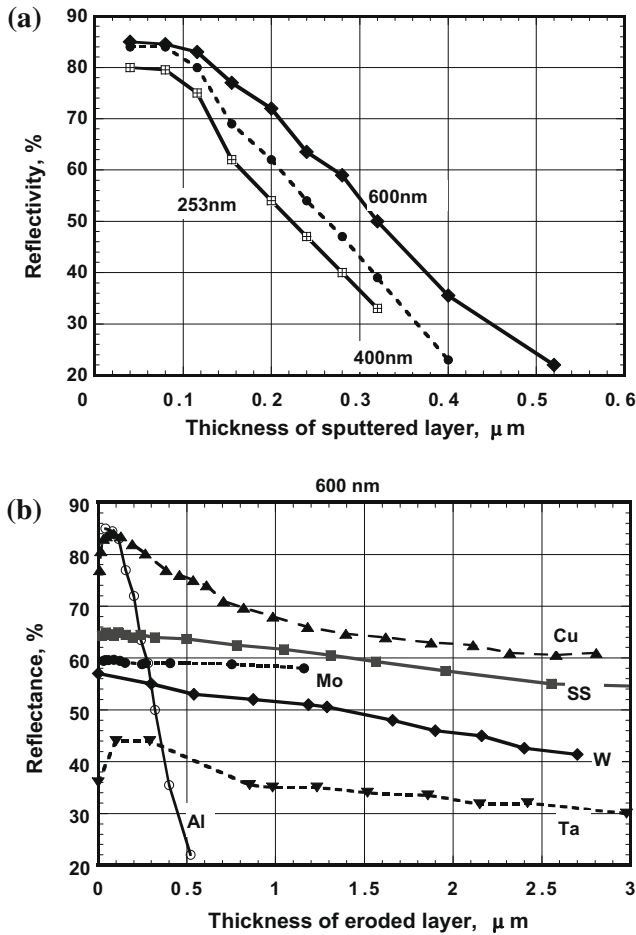 (a)
90
80
70
60
50
40
30
20
Reflectivity, %
253nm
600nm
400nm
0 0.1 0.2 0.3 0.4 0.5 0.6
Thickness of sputtered layer, μm
600 nm
(b)
90
80
70
60
50
40
30
20
Reflectance, %
Cu
SS
Mo
W
Ta
Al
0 0.5 1 1.5 2 2.5 3
Thickness of eroded layer, μm